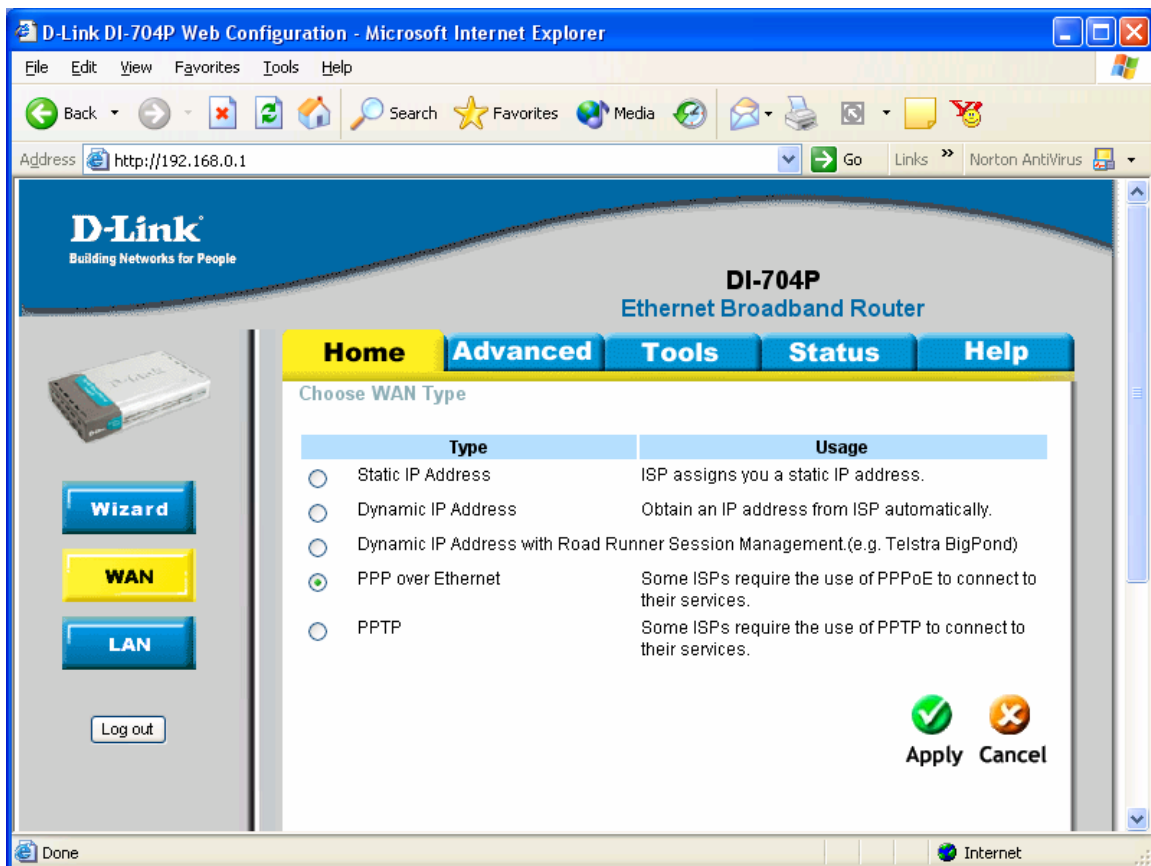 D-Link DI-704P Web Configuration - Microsoft Internet Explorer
File Edit View Favorites Tools Help
Back Search Favorites Media
Address http://192.168.0.1 Go Links » Norton AntiVirus
D-Link
Building Networks for People
DI-704P
Ethernet Broadband Router
Home Advanced Tools Status Help
Choose WAN Type
Type Usage
Static IP Address ISP assigns you a static IP address.
Dynamic IP Address Obtain an IP address from ISP automatically.
Dynamic IP Address with Road Runner Session Management.(e.g. Telstra BigPond)
PPP over Ethernet Some ISPs require the use of PPPoE to connect to
their services.
PPTP Some ISPs require the use of PPTP to connect to
their services.
Wizard
WAN
LAN
Log out
Apply Cancel
Done Internet